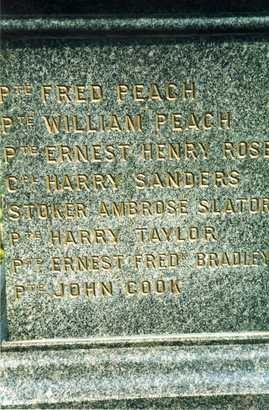 PTE FRED PEACH
PTE WILLIAM PEACH
PTE ERNEST HENRY ROSE
CPL HARRY SANDERS
STOKER AMBROSE SLATOR
PTE HARRY TAYLOR
PTE ERNEST FREDK BRADLEY
PTE JOHN COOK